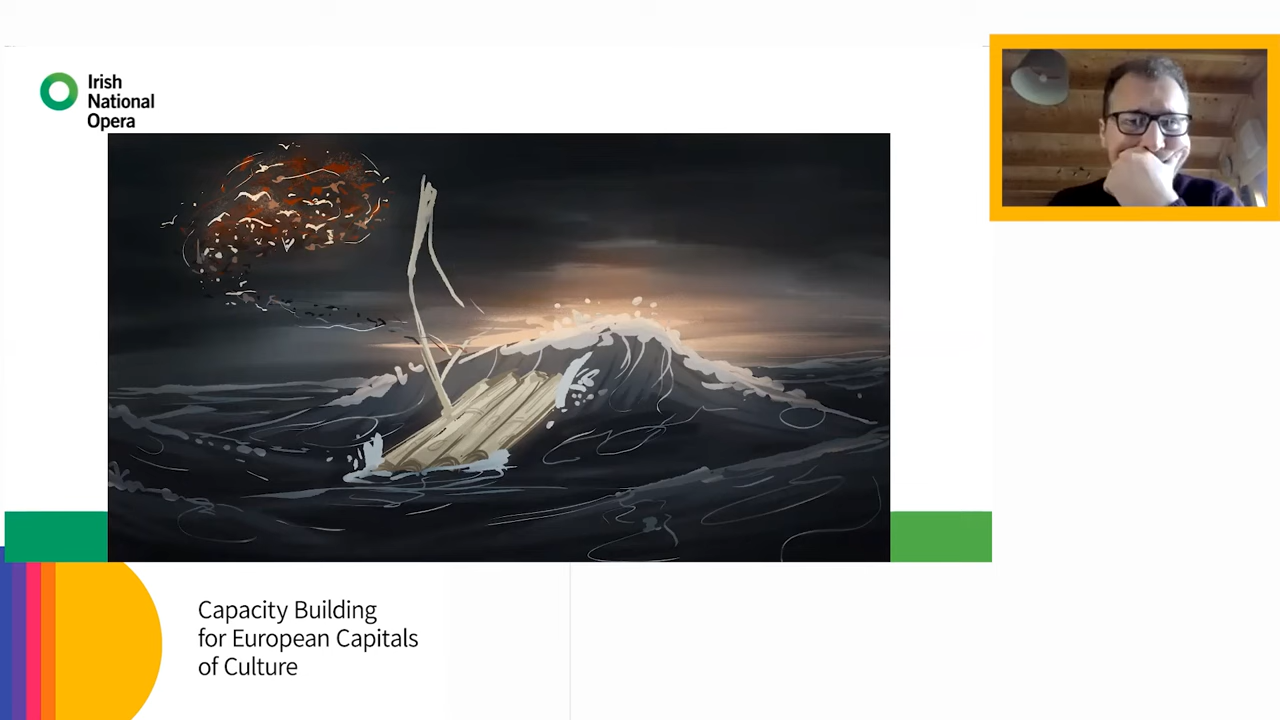 Irish
National
Opera
Capacity Building
for European Capitals
of Culture